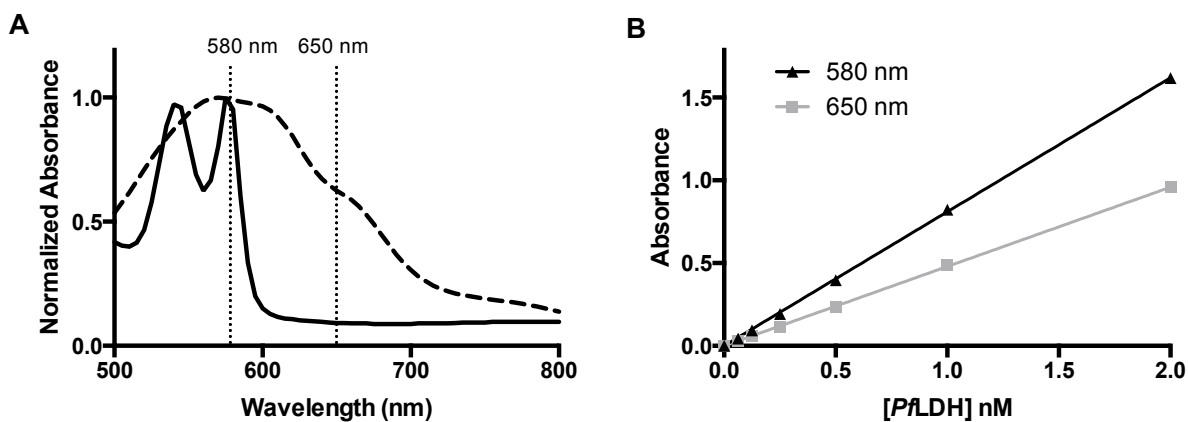 A
580 nm 650 nm
Normalized Absorbance
1.0
0.5
0.0
500 600 700 800
Wavelength (nm)
B
580 nm
650 nm
Absorbance
1.5
1.0
0.5
0.0
0.0 0.5 1.0 1.5 2.0
[PfLDH] nM